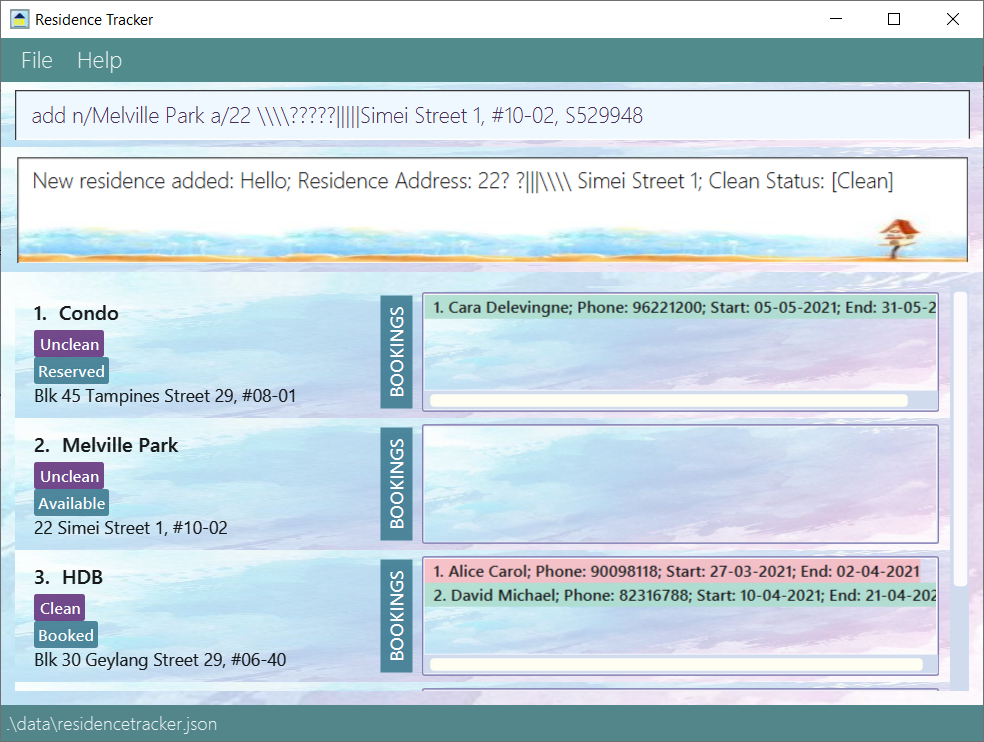 Residence Tracker
File Help
add n/Melville Park a/22 \\\\?????|||||Simei Street 1, #10-02, S529948
New residence added: Hello; Residence Address: 22? ?|||\\\\ Simei Street 1; Clean Status: [Clean]
1. Condo
Unclean
Reserved
Blk 45 Tampines Street 29, #08-01
BOOKINGS
1. Cara Delevingne; Phone: 96221200; Start: 05-05-2021; End: 31-05-2
2. Melville Park
Unclean
Available
22 Simei Street 1, #10-02
BOOKINGS
3. HDB
Clean
Booked
Blk 30 Geylang Street 29, #06-40
BOOKINGS
1. Alice Carol; Phone: 90098118; Start: 27-03-2021; End: 02-04-2021
2. David Michael; Phone: 82316788; Start: 10-04-2021; End: 21-04-202
.\data\residencetracker.json